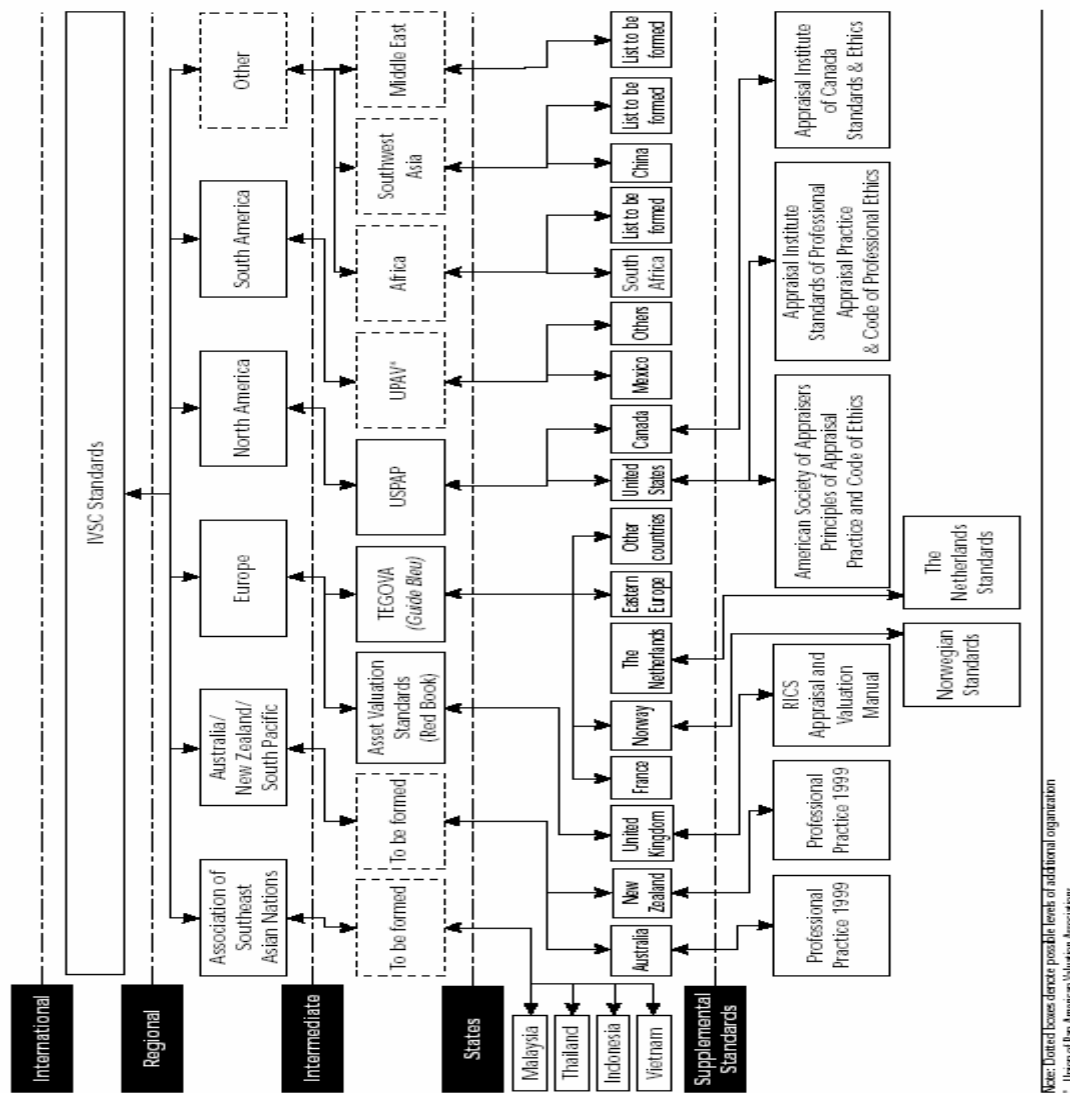 International
IVSC Standards
Regional
Association of
Southeast
Asian Nations
Australia/
New Zealand/
South Pacific
Europe
North America
South America
Other
Intermediate
To be formed
To be formed
Asset Valuation
Standards
(Red Book)
TEGOVA
(Guide Bleu)
USPAP
UPAV*
Africa
Southwest
Asia
Middle East
States
Malaysia
Thailand
Indonesia
Vietnam
Australia
New
Zealand
United
Kingdom
France
Norway
The
Netherlands
Eastern
Europe
Other
countries
United
States
Canada
Mexico
Others
South
Africa
List to be
formed
China
List to be
formed
List to be
formed
Supplemental
Standards
Professional
Practice 1999
Professional
Practice 1999
RICS
Appraisal and
Valuation
Manual
Norwegian
Standards
The
Netherlands
Standards
American Society of Appraisers
Principles of Appraisal
Practice and Code of Ethics
Appraisal Institute
Standards of Professional
Appraisal Practice
& Code of Professional Ethics
Appraisal Institute
of Canada
Standards & Ethics
Note: Dotted boxes denote possible levels of additional organization
* Union of Pan American Valuation Associations